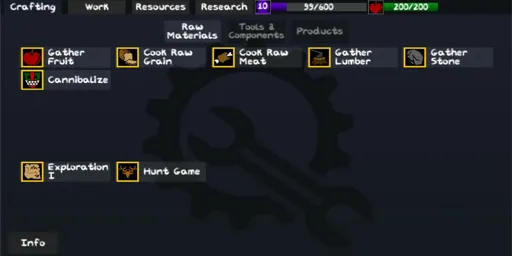 Crafting Work Resources Research 10 99/600 200/200
Raw Materials Tools & Components Products
Gather Fruit Cook Raw Grain Cook Raw Meat Gather Lumber Gather Stone
Cannibalize
Exploration I Hunt Game
Info